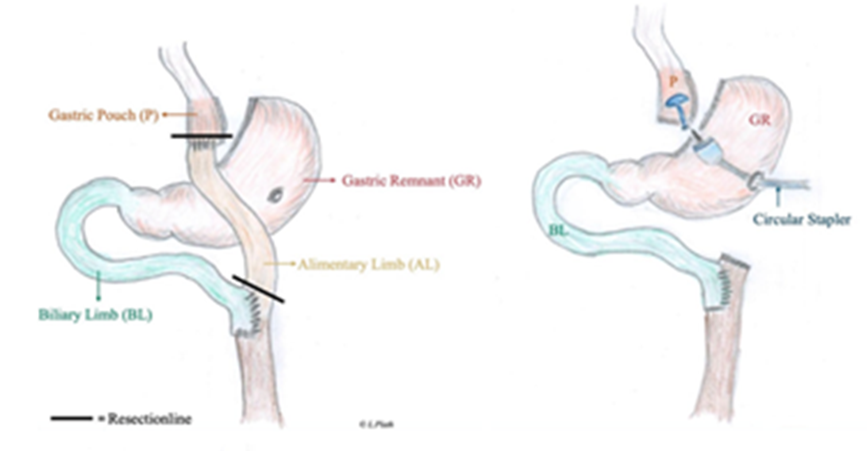 Gastric Pouch (P)
Gastric Remnant (GR)
Alimentary Limb (AL)
Biliary Limb (BL)
= Resectionline
© L.Plath
P
GR
Circular Stapler
BL